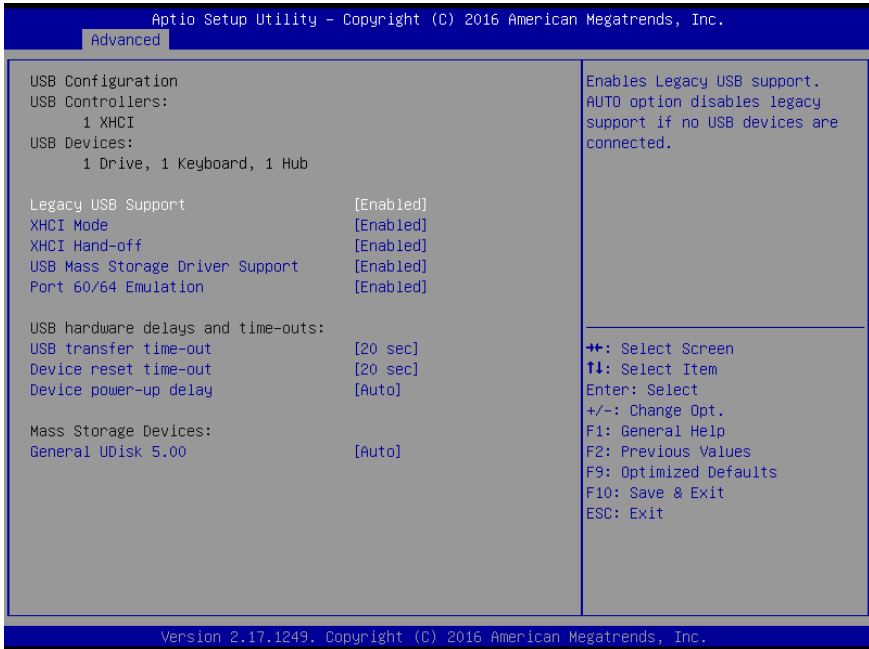 Aptio Setup Utility – Copyright (C) 2016 American Megatrends, Inc.
Advanced
USB Configuration
USB Controllers:
1 XHCI
USB Devices:
1 Drive, 1 Keyboard, 1 Hub
Legacy USB Support [Enabled]
XHCI Mode [Enabled]
XHCI Hand-off [Enabled]
USB Mass Storage Driver Support [Enabled]
Port 60/64 Emulation [Enabled]
USB hardware delays and time-outs:
USB transfer time-out [20 sec]
Device reset time-out [20 sec]
Device power-up delay [Auto]
Mass Storage Devices:
General UDisk 5.00 [Auto]
Enables Legacy USB support.
AUTO option disables legacy
support if no USB devices are
connected.
→←: Select Screen
↑↓: Select Item
Enter: Select
+/-: Change Opt.
F1: General Help
F2: Previous Values
F9: Optimized Defaults
F10: Save & Exit
ESC: Exit
Version 2.17.1249. Copyright (C) 2016 American Megatrends, Inc.